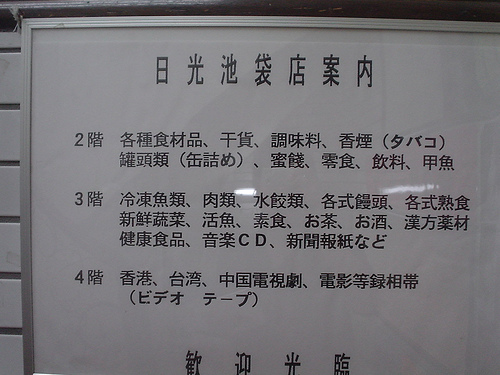 日光池袋店案内
2階 各種食材品、干貨、調味料、香煙（タバコ）
罐頭類（缶詰め）、蜜餞、零食、飲料、甲魚
3階 冷凍魚類、肉類、水餃類、各式饅頭、各式熟食
新鮮蔬菜、活魚、素食、お茶、お酒、漢方薬材
健康食品、音楽ＣＤ、新聞報紙など
4階 香港、台湾、中国電視劇、電影等録相帯
（ビデオ　テープ）
歓迎光臨